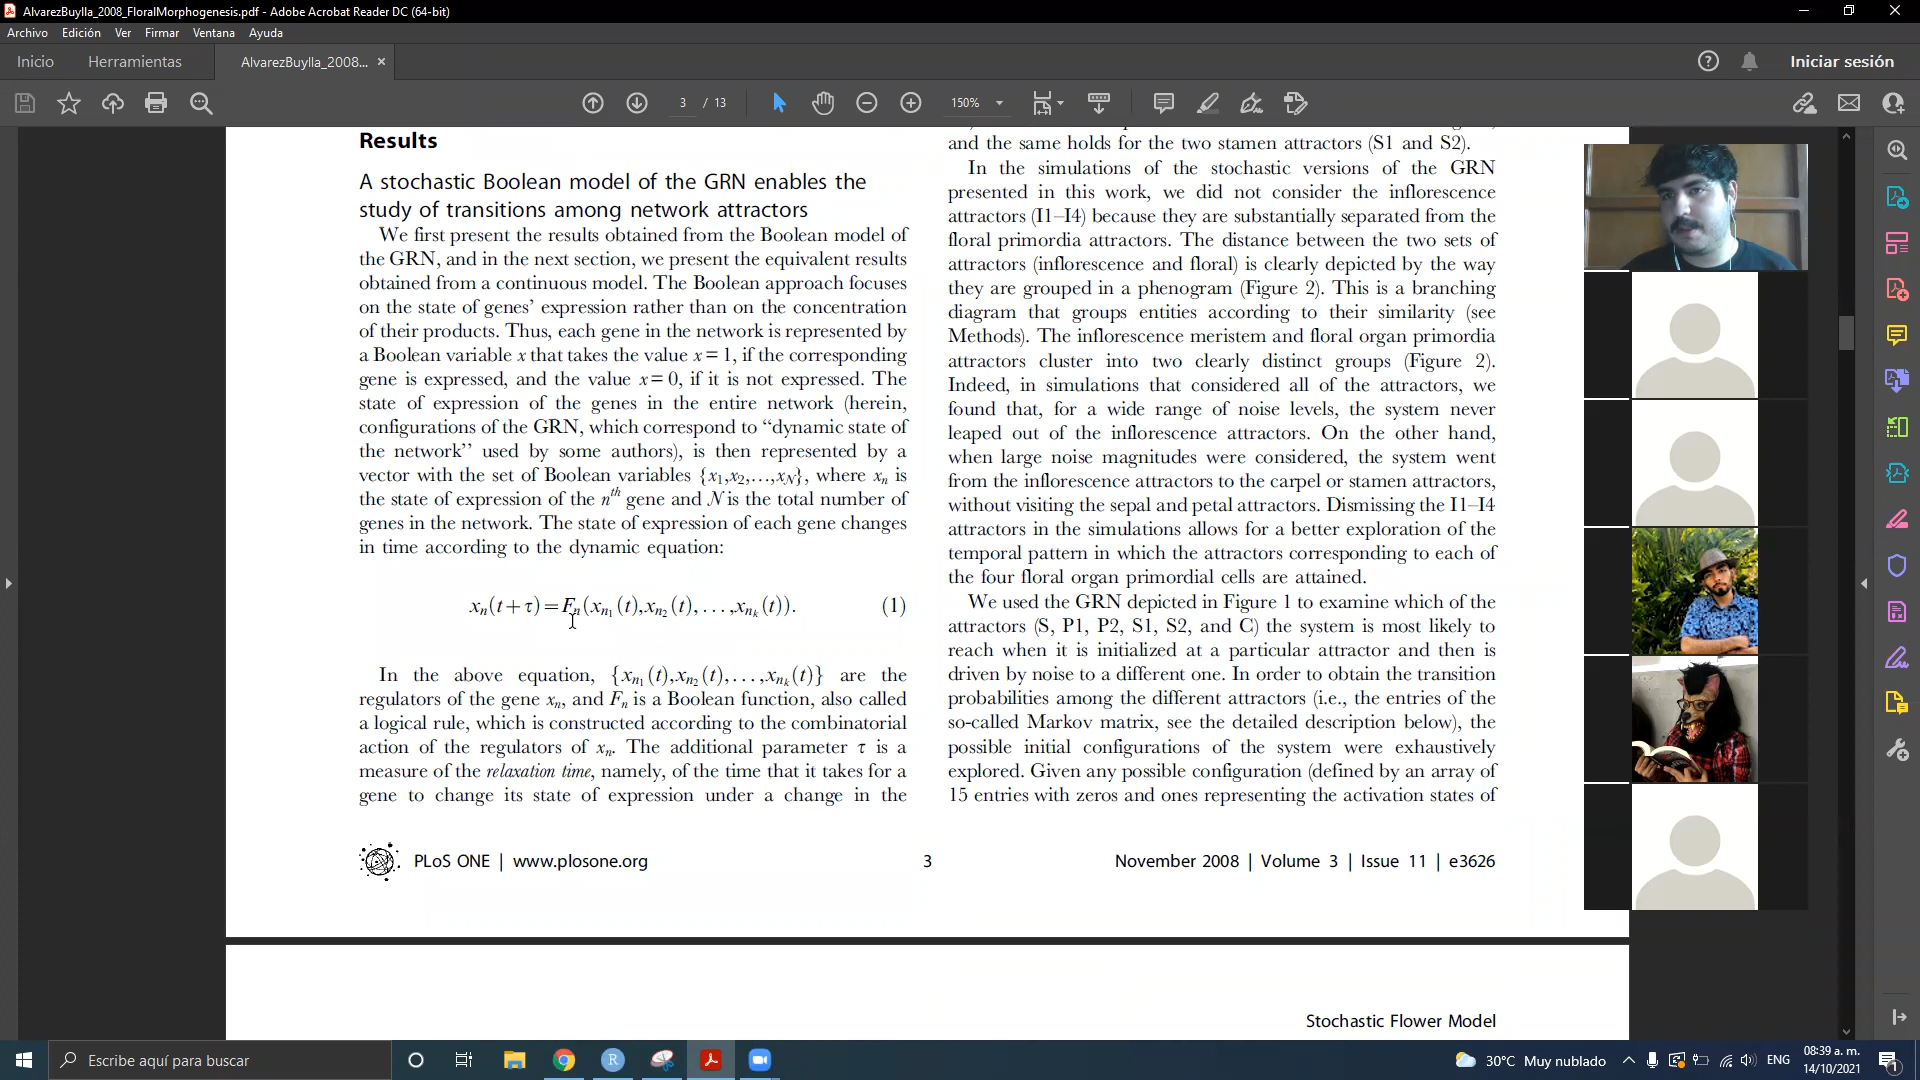 AlvarezBuylla_2008_FloralMorphogenesis.pdf - Adobe Acrobat Reader DC (64-bit)
Archivo Edición Ver Firmar Ventana Ayuda
Inicio Herramientas AlvarezBuylla_2008... Iniciar sesión
3 / 13 150%
Results
A stochastic Boolean model of the GRN enables the
study of transitions among network attractors
We first present the results obtained from the Boolean model of
the GRN, and in the next section, we present the equivalent results
obtained from a continuous model. The Boolean approach focuses
on the state of genes' expression rather than on the concentration
of their products. Thus, each gene in the network is represented by
a Boolean variable x that takes the value x = 1, if the corresponding
gene is expressed, and the value x = 0, if it is not expressed. The
state of expression of the genes in the entire network (herein,
configurations of the GRN, which correspond to “dynamic state of
the network” used by some authors), is then represented by a
vector with the set of Boolean variables {x1,x2,…,xN}, where xn is
the state of expression of the nth gene and N is the total number of
genes in the network. The state of expression of each gene changes
in time according to the dynamic equation:
xn(t+τ)=Fn(xn1(t),xn2(t),…,xnk(t)). (1)
In the above equation, {xn1(t),xn2(t),…,xnk(t)} are the
regulators of the gene xn, and Fn is a Boolean function, also called
a logical rule, which is constructed according to the combinatorial
action of the regulators of xn. The additional parameter τ is a
measure of the relaxation time, namely, of the time that it takes for a
gene to change its state of expression under a change in the
and the same holds for the two stamen attractors (S1 and S2).
In the simulations of the stochastic versions of the GRN
presented in this work, we did not consider the inflorescence
attractors (I1–I4) because they are substantially separated from the
floral primordia attractors. The distance between the two sets of
attractors (inflorescence and floral) is clearly depicted by the way
they are grouped in a phenogram (Figure 2). This is a branching
diagram that groups entities according to their similarity (see
Methods). The inflorescence meristem and floral organ primordia
attractors cluster into two clearly distinct groups (Figure 2).
Indeed, in simulations that considered all of the attractors, we
found that, for a wide range of noise levels, the system never
leaped out of the inflorescence attractors. On the other hand,
when large noise magnitudes were considered, the system went
from the inflorescence attractors to the carpel or stamen attractors,
without visiting the sepal and petal attractors. Dismissing the I1–I4
attractors in the simulations allows for a better exploration of the
temporal pattern in which the attractors corresponding to each of
the four floral organ primordial cells are attained.
We used the GRN depicted in Figure 1 to examine which of the
attractors (S, P1, P2, S1, S2, and C) the system is most likely to
reach when it is initialized at a particular attractor and then is
driven by noise to a different one. In order to obtain the transition
probabilities among the different attractors (i.e., the entries of the
so-called Markov matrix, see the detailed description below), the
possible initial configurations of the system were exhaustively
explored. Given any possible configuration (defined by an array of
15 entries with zeros and ones representing the activation states of
PLoS ONE | www.plosone.org 3 November 2008 | Volume 3 | Issue 11 | e3626
Stochastic Flower Model
Escribe aquí para buscar
30°C Muy nublado ENG
08:39 a. m.
14/10/2021
1